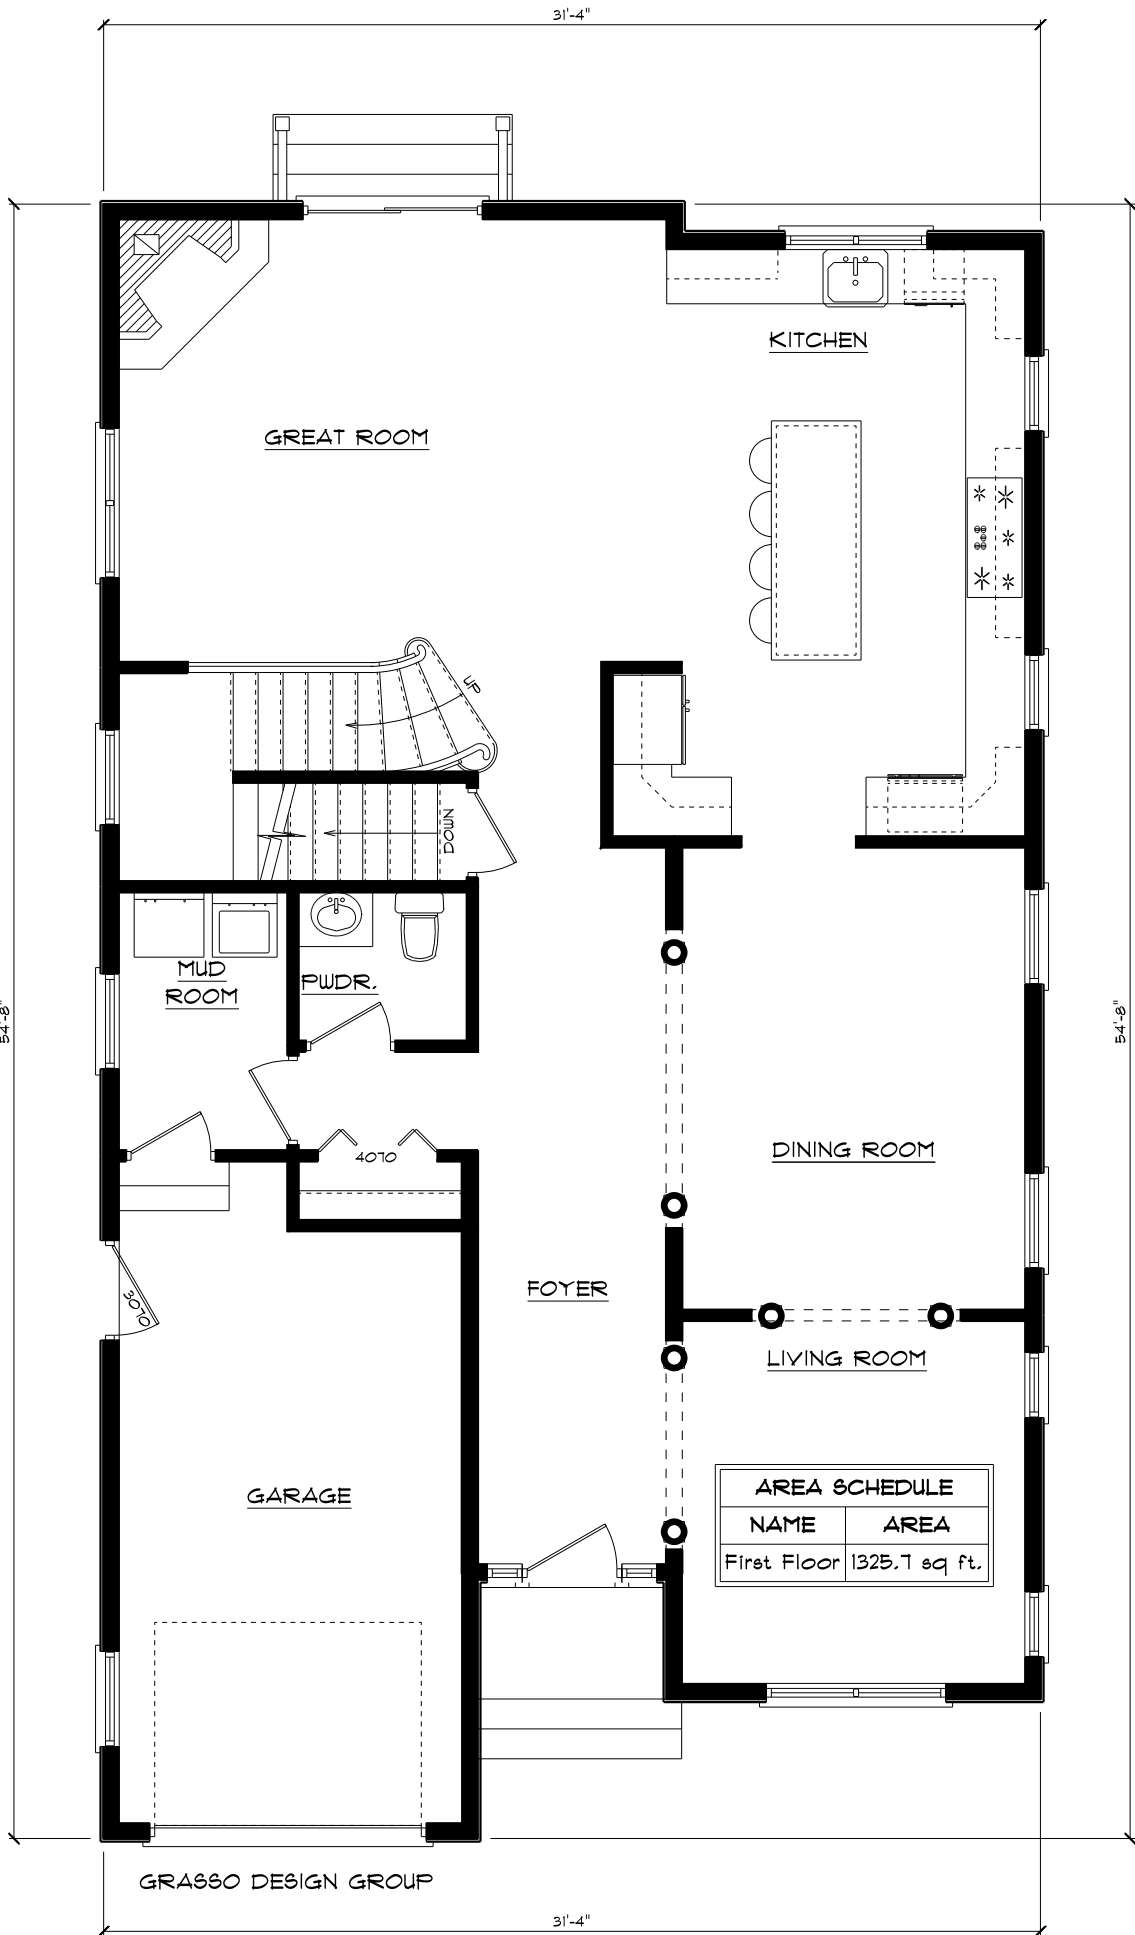 31'-4"
KITCHEN
GREAT ROOM
UP
DOWN
MUD
ROOM
PWDR.
54'-8"
54'-8"
DINING ROOM
4070
FOYER
3070
LIVING ROOM
GARAGE
AREA SCHEDULE
NAME AREA
First Floor 1325.7 sq ft.
GRASSO DESIGN GROUP
31'-4"